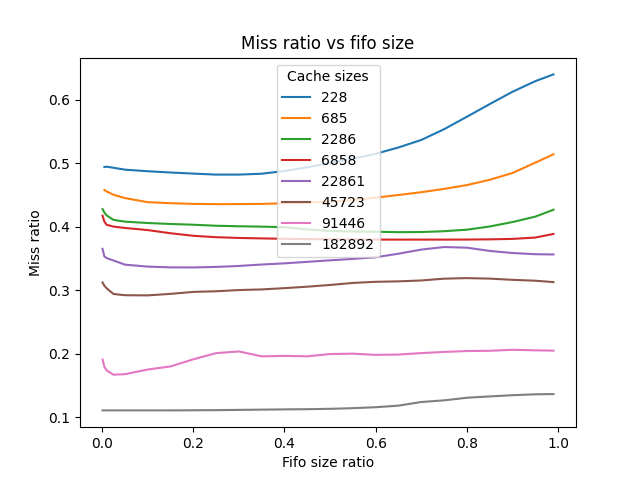 Miss ratio vs fifo size
Cache sizes
228
685
2286
6858
22861
45723
91446
182892
0.6
0.5
0.4
0.3
0.2
0.1
Miss ratio
0.0 0.2 0.4 0.6 0.8 1.0
Fifo size ratio